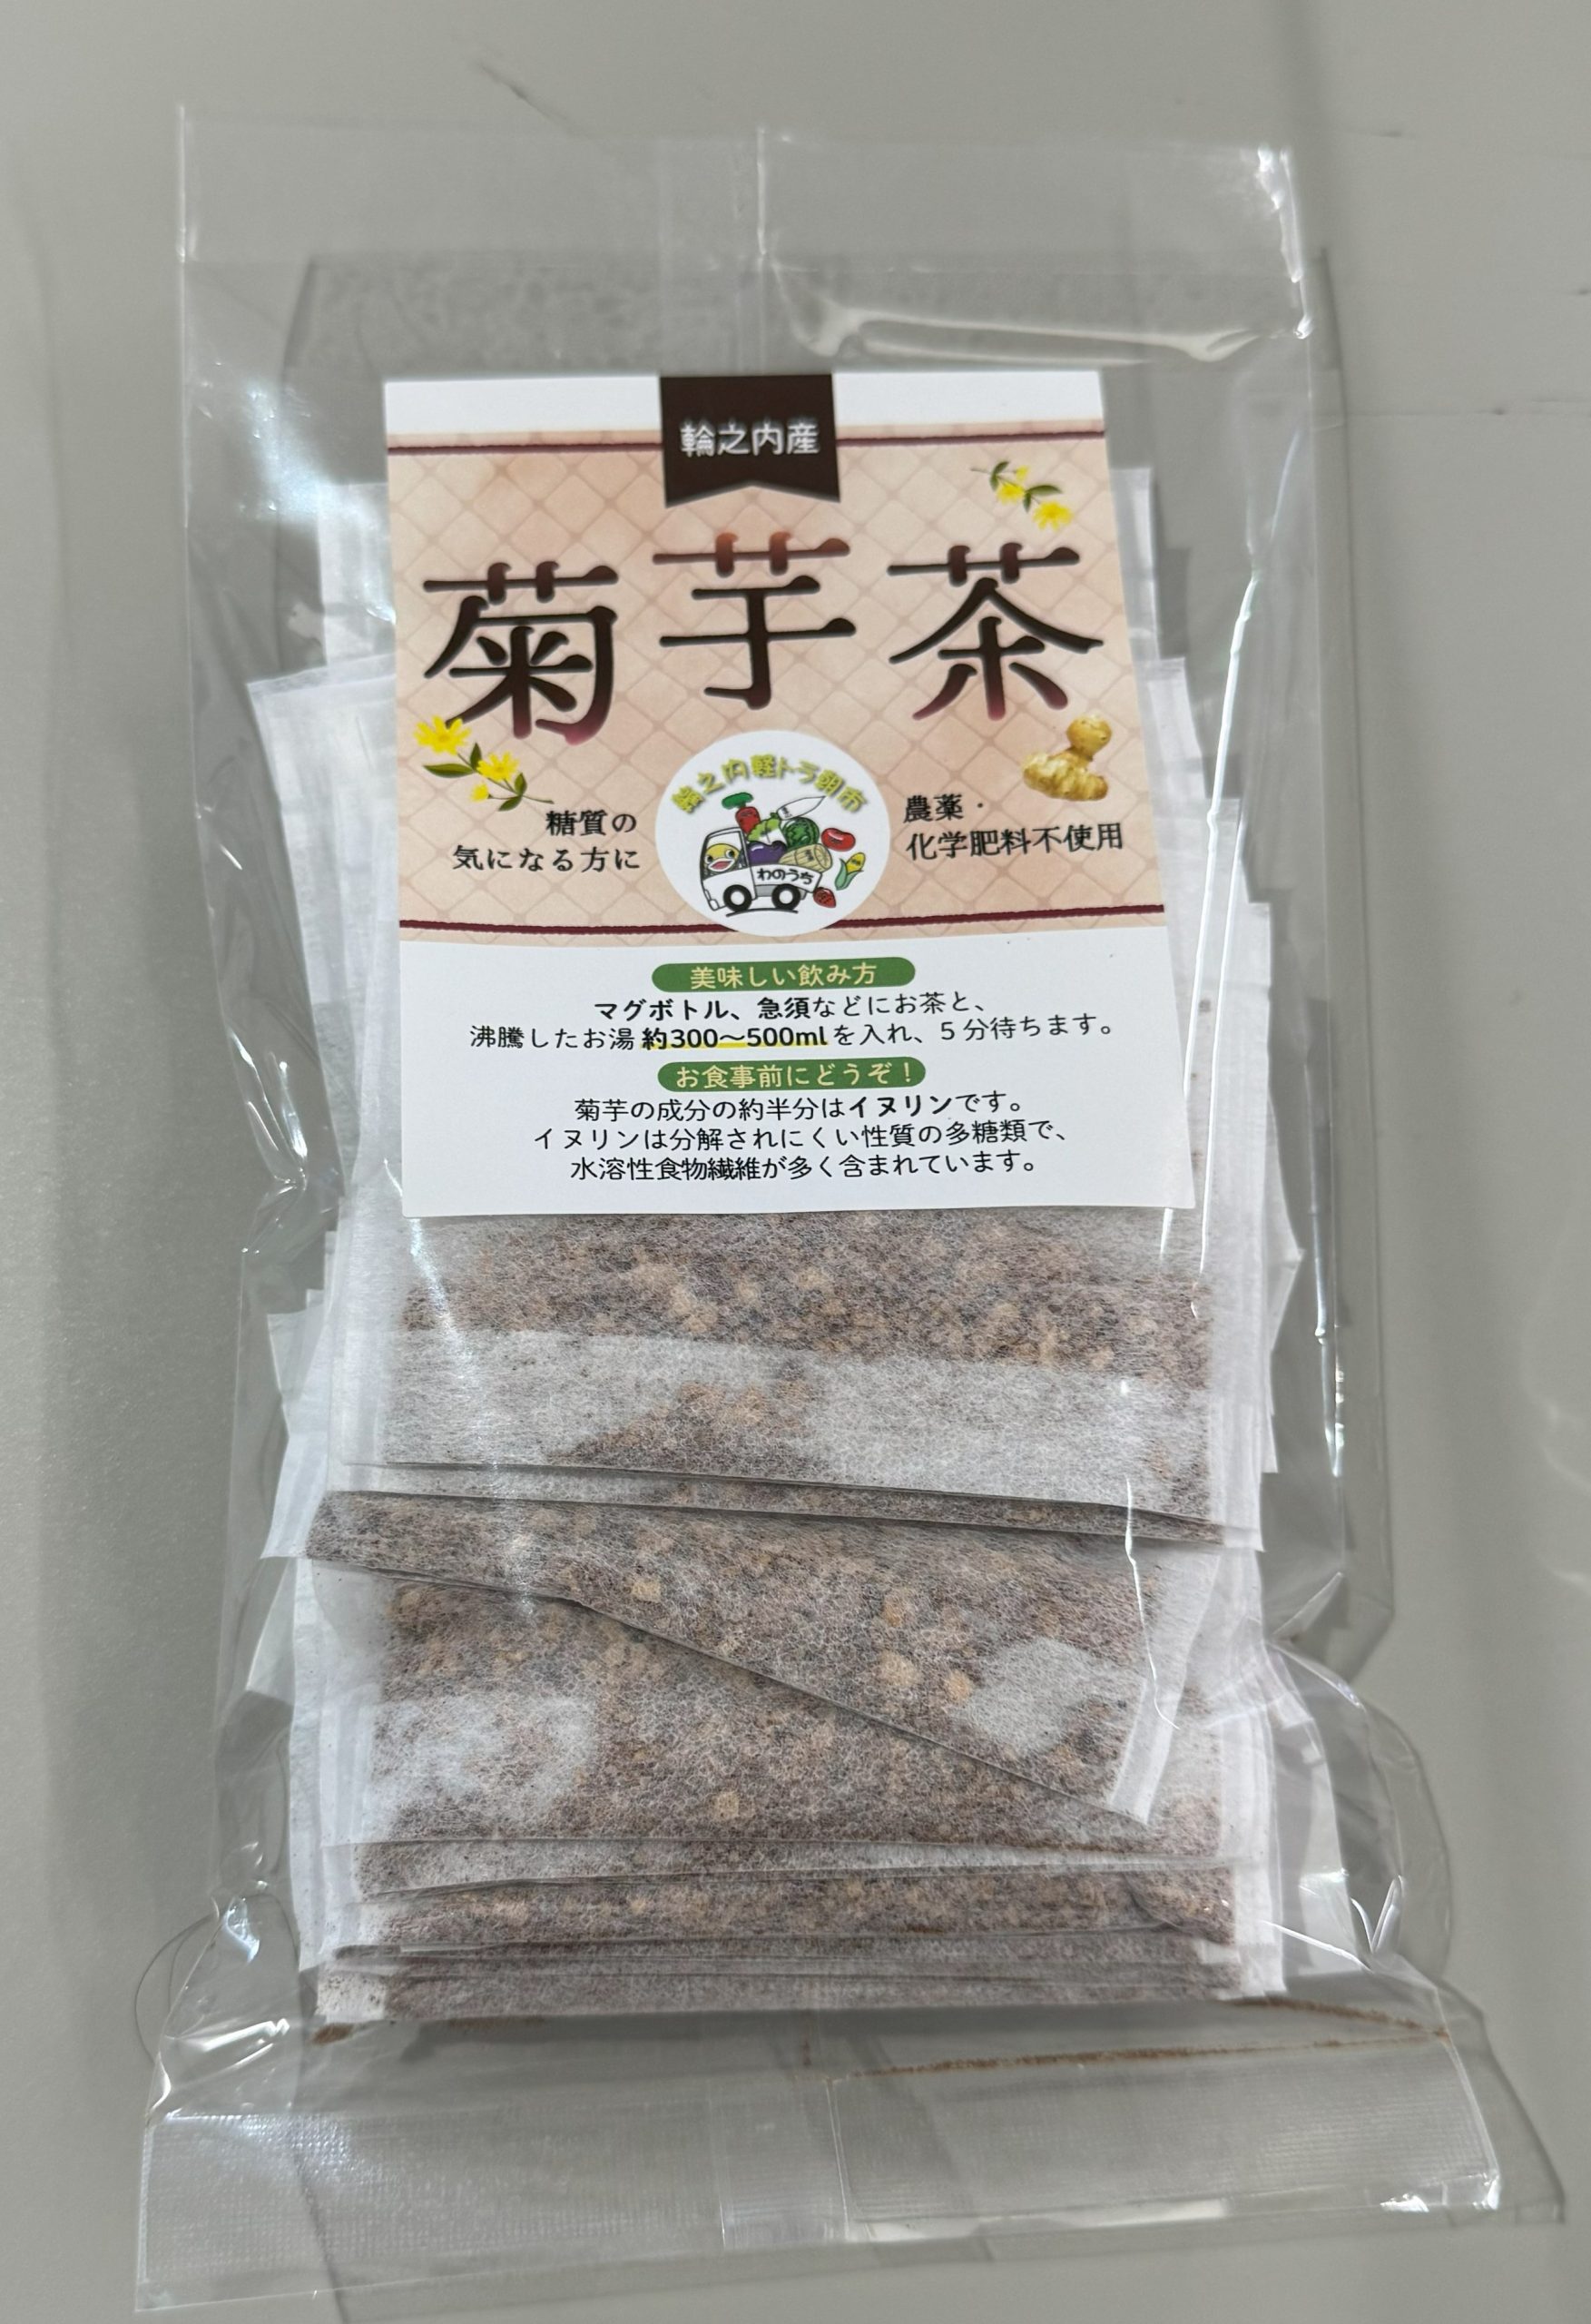 輪之内産
菊芋茶
輪之内軽トラ朝市
わのうち
糖質の
気になる方に
農薬・
化学肥料不使用
美味しい飲み方
マグボトル、急須などにお茶と、
沸騰したお湯約300～500mlを入れ、5分待ちます。
お食事前にどうぞ！
菊芋の成分の約半分はイヌリンです。
イヌリンは分解されにくい性質の多糖類で、
水溶性食物繊維が多く含まれています。